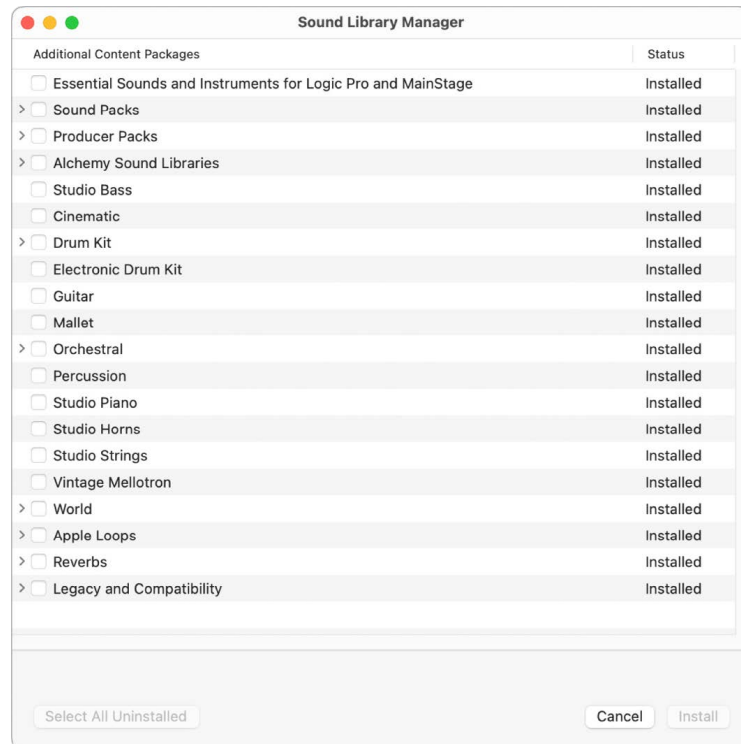 Sound Library Manager
Additional Content Packages Status
Essential Sounds and Instruments for Logic Pro and MainStage Installed
Sound Packs Installed
Producer Packs Installed
Alchemy Sound Libraries Installed
Studio Bass Installed
Cinematic Installed
Drum Kit Installed
Electronic Drum Kit Installed
Guitar Installed
Mallet Installed
Orchestral Installed
Percussion Installed
Studio Piano Installed
Studio Horns Installed
Studio Strings Installed
Vintage Mellotron Installed
World Installed
Apple Loops Installed
Reverbs Installed
Legacy and Compatibility Installed
Select All Uninstalled Cancel Install